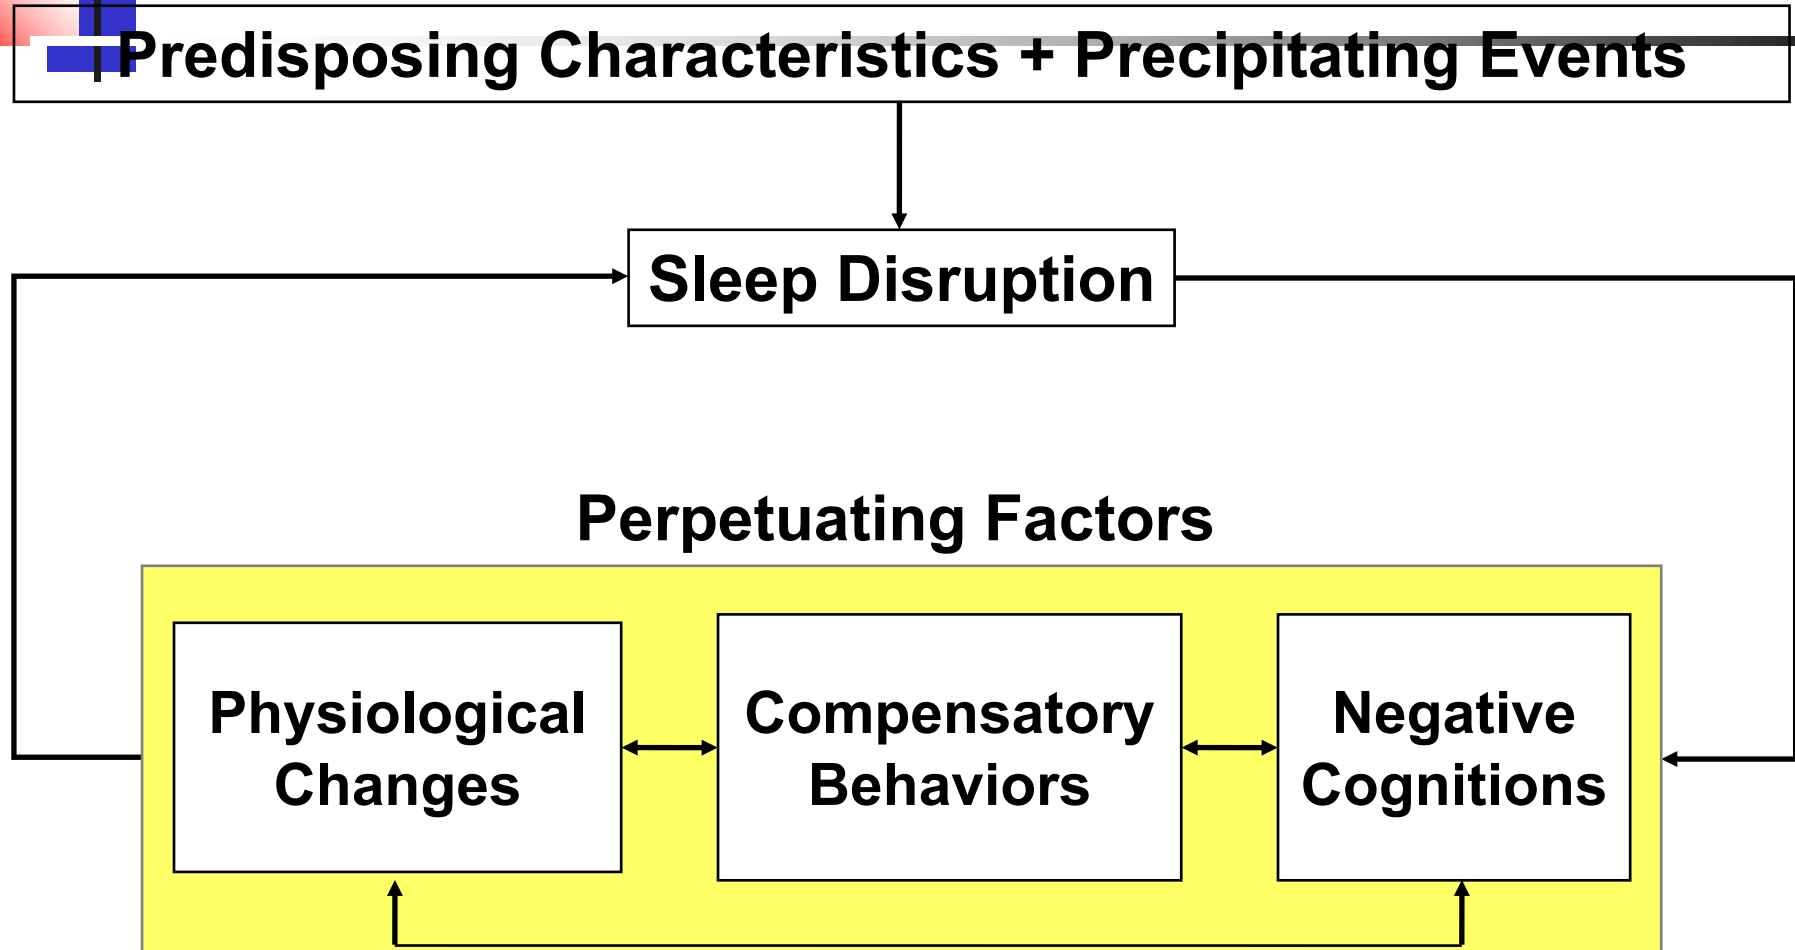 Predisposing Characteristics + Precipitating Events
Sleep Disruption
Perpetuating Factors
Physiological
Changes
Compensatory
Behaviors
Negative
Cognitions